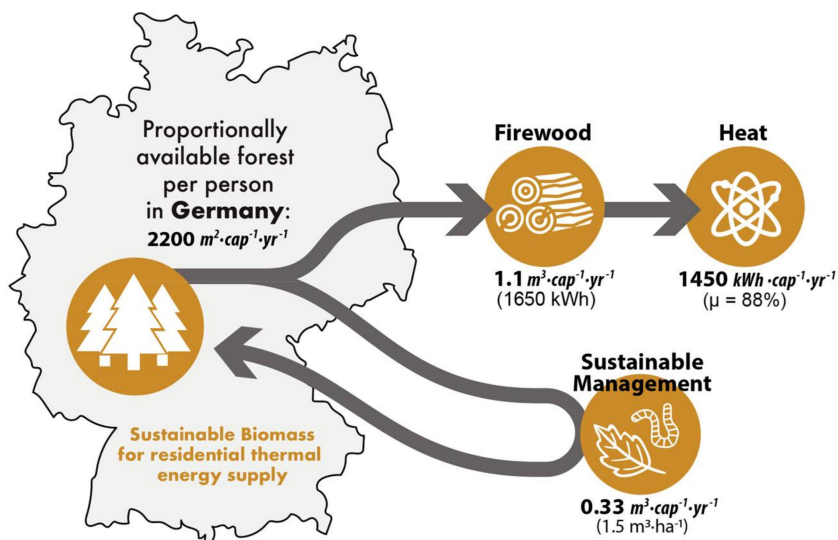 Proportionally
available forest
per person
in Germany:
2200 m²·cap⁻¹·yr⁻¹
Firewood
1.1 m³·cap⁻¹·yr⁻¹
(1650 kWh)
Heat
1450 kWh·cap⁻¹·yr⁻¹
(µ = 88%)
Sustainable
Management
0.33 m³·cap⁻¹·yr⁻¹
(1.5 m³·ha⁻¹)
Sustainable Biomass
for residential thermal
energy supply